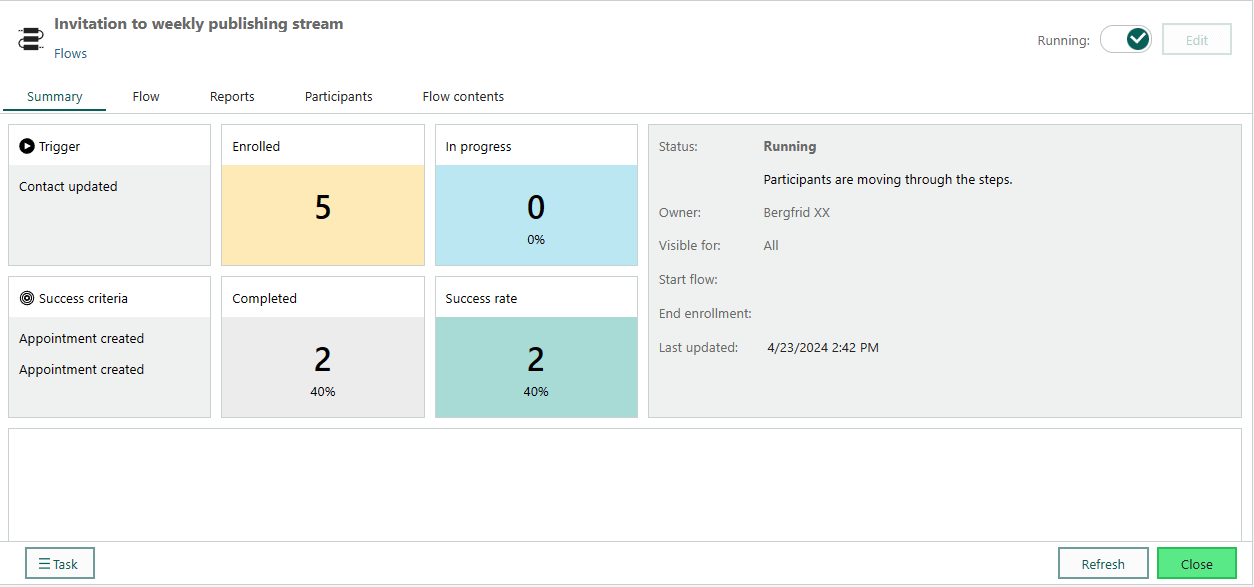 Invitation to weekly publishing stream
Flows
Running:
Edit
Summary
Flow
Reports
Participants
Flow contents
Trigger
Contact updated
Enrolled
5
In progress
0
0%
Success criteria
Appointment created
Appointment created
Completed
2
40%
Success rate
2
40%
Status: Running
Participants are moving through the steps.
Owner: Bergfrid XX
Visible for: All
Start flow:
End enrollment:
Last updated: 4/23/2024 2:42 PM
Task
Refresh
Close